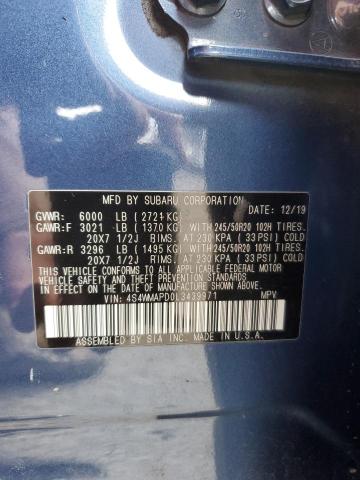 MFD. BY SUBARU CORPORATION
DATE: 12/19
GVWR: 6000 LB (2721 KG)
GAWR:F 3021 LB (1370 KG) WITH 245/50R20 102H TIRES.
20X7 1/2J RIMS. AT 230 KPA (33 PSI) COLD
GAWR:R 3296 LB (1495 KG) WITH 245/50R20 102H TIRES.
20X7 1/2J RIMS. AT 230 KPA (33 PSI) COLD
THIS VEHICLE CONFORMS TO ALL APPLICABLE FEDERAL MOTOR
VEHICLE SAFETY, BUMPER, AND THEFT PREVENTION STANDARDS
IN EFFECT ON THE DATE OF MANUFACTURE SHOWN ABOVE.
VIN: 4S4WMAPD0L3439971 MPV
ASSEMBLED BY SIA INC. IN U.S.A.